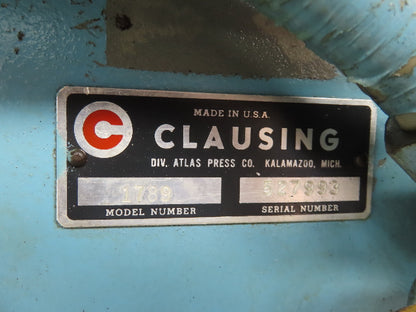 MADE IN U.S.A.
C CLAUSING
DIV. ATLAS PRESS CO. KALAMAZOO, MICH.
MODEL NUMBER SERIAL NUMBER